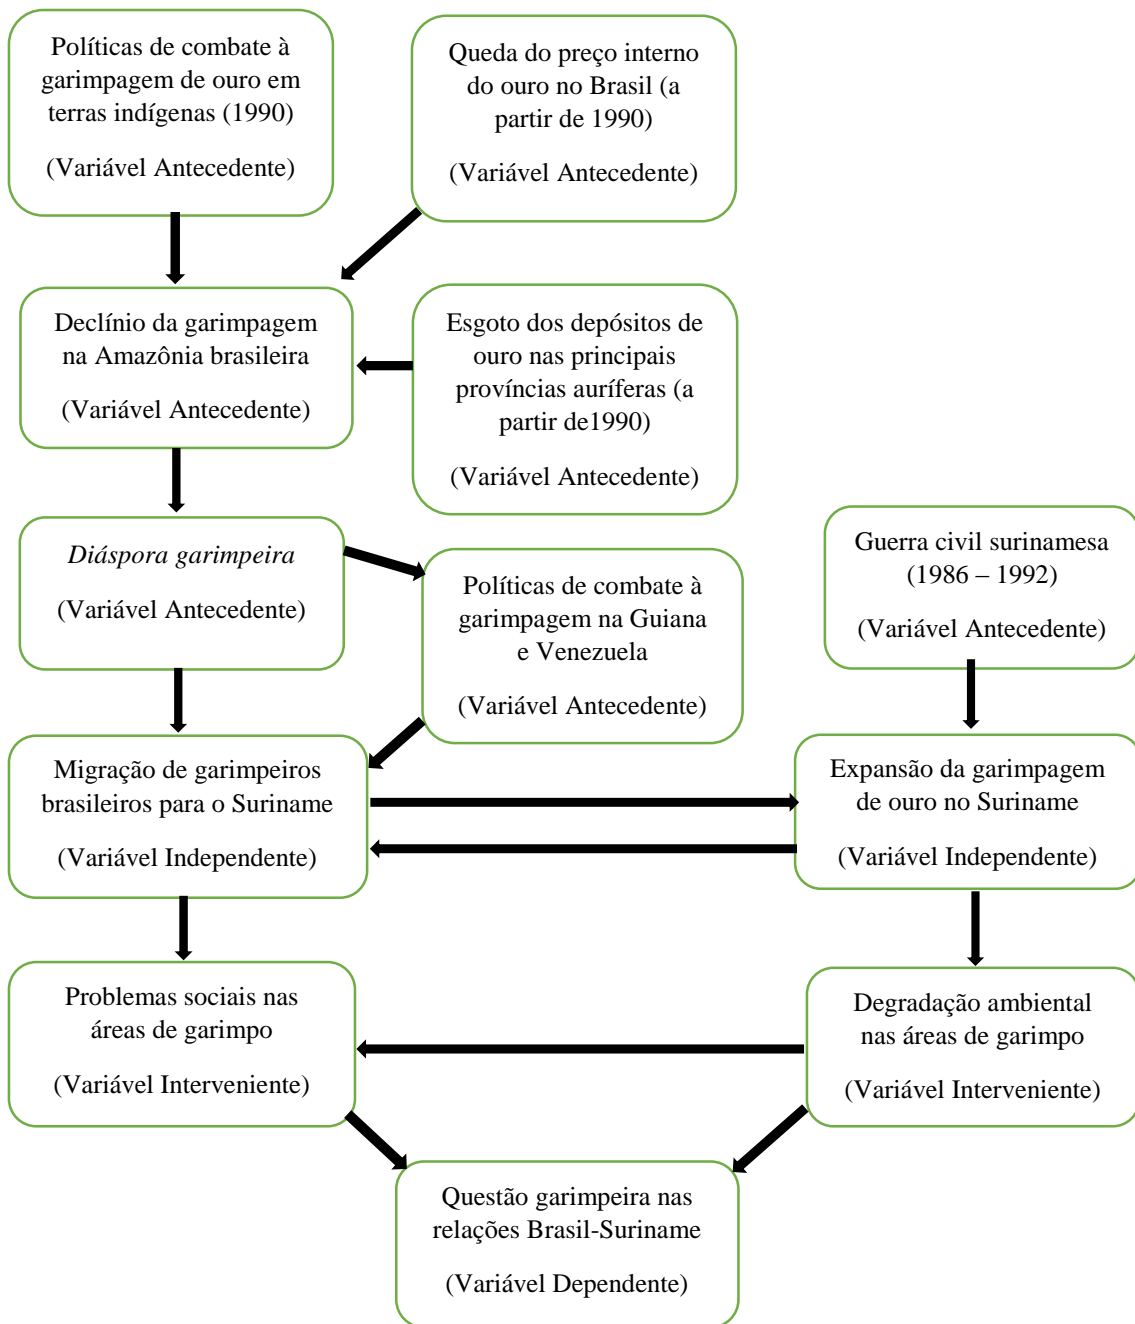 Políticas de combate à
garimpagem de ouro em
terras indígenas (1990)
(Variável Antecedente)
Queda do preço interno
do ouro no Brasil (a
partir de 1990)
(Variável Antecedente)
Declínio da garimpagem
na Amazônia brasileira
(Variável Antecedente)
Esgoto dos depósitos de
ouro nas principais
províncias auríferas (a
partir de1990)
(Variável Antecedente)
Diáspora garimpeira
(Variável Antecedente)
Políticas de combate à
garimpagem na Guiana
e Venezuela
(Variável Antecedente)
Guerra civil surinamesa
(1986 – 1992)
(Variável Antecedente)
Migração de garimpeiros
brasileiros para o Suriname
(Variável Independente)
Expansão da garimpagem
de ouro no Suriname
(Variável Independente)
Problemas sociais nas
áreas de garimpo
(Variável Interveniente)
Degradação ambiental
nas áreas de garimpo
(Variável Interveniente)
Questão garimpeira nas
relações Brasil-Suriname
(Variável Dependente)